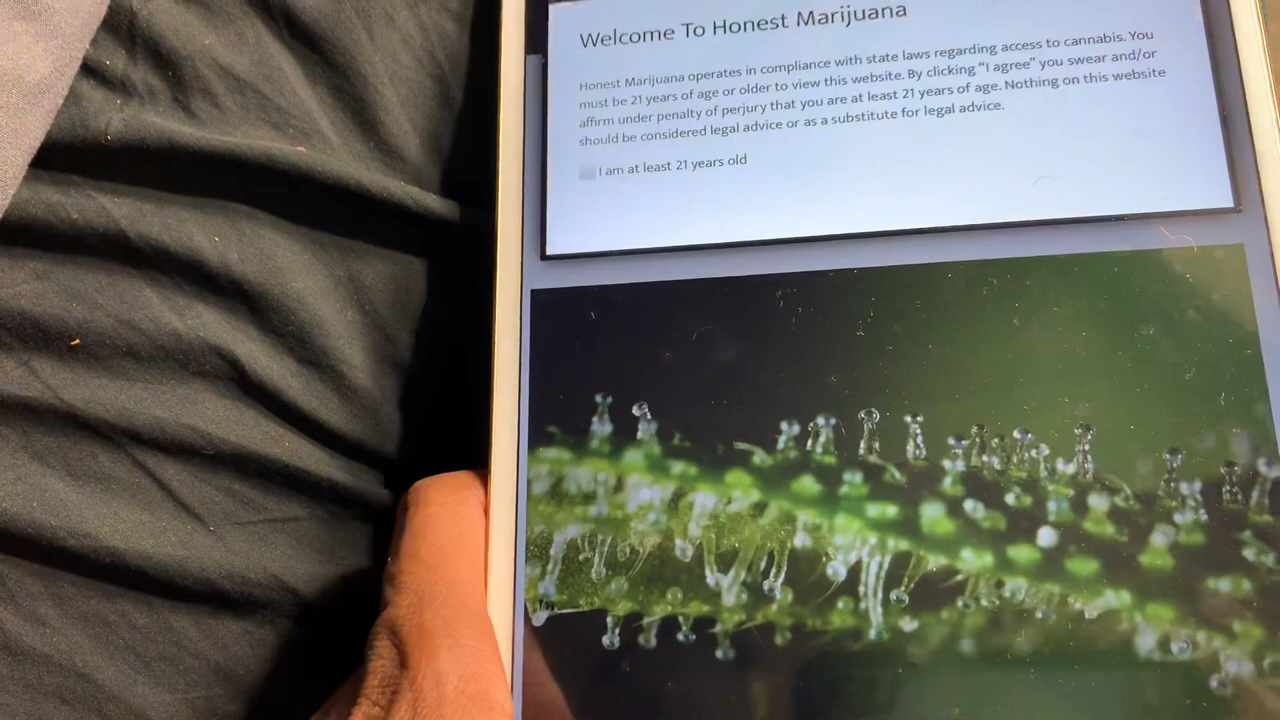 Welcome To Honest Marijuana
Honest Marijuana operates in compliance with state laws regarding access to cannabis. You
must be 21 years of age or older to view this website. By clicking “I agree” you swear and/or
affirm under penalty of perjury that you are at least 21 years of age. Nothing on this website
should be considered legal advice or as a substitute for legal advice.
I am at least 21 years old